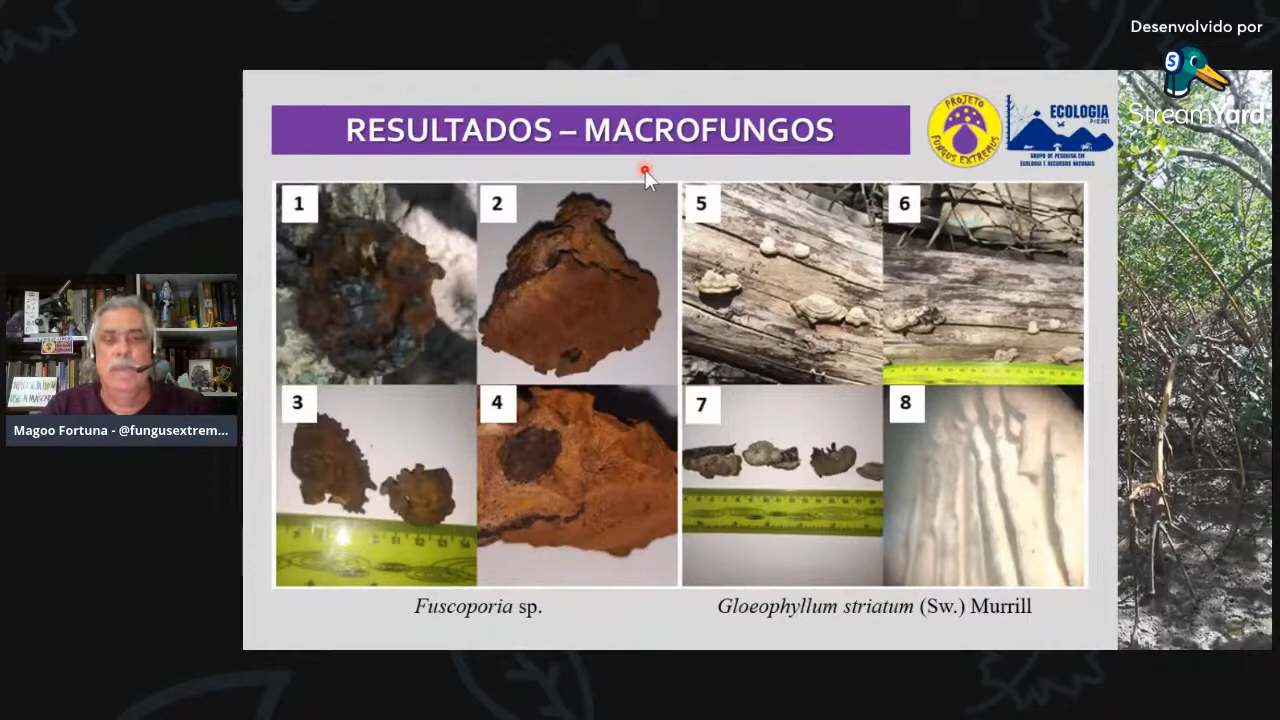 Desenvolvido por
StreamYard
RESULTADOS – MACROFUNGOS
PROJETO
FUNGUS EXTREMUS
ECOLOGIA
GRUPO DE PESQUISA EM
ECOLOGIA E RECURSOS NATURAIS
1
2
5
6
3
4
7
8
Magoo Fortuna - @fungusextrem...
Fuscoporia sp.
Gloeophyllum striatum (Sw.) Murrill